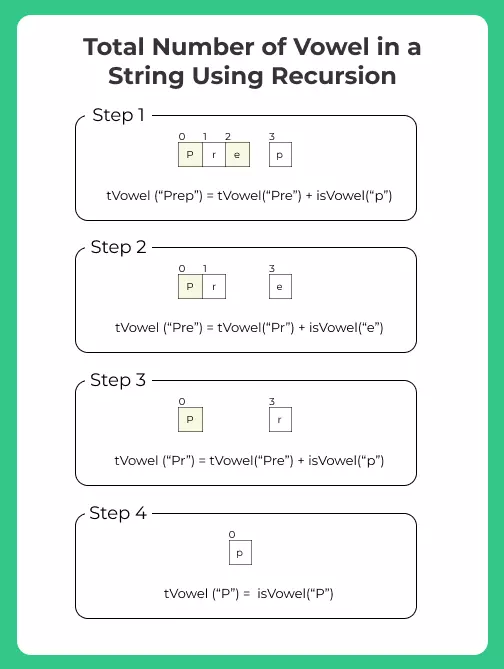 Total Number of Vowel in a
String Using Recursion
Step 1
0 1 2 3
P r e p
tVowel (“Prep”) = tVowel(“Pre”) + isVowel(“p”)
Step 2
0 1 3
P r e
tVowel (“Pre”) = tVowel(“Pr”) + isVowel(“e”)
Step 3
0 3
P r
tVowel (“Pr”) = tVowel(“Pre”) + isVowel(“p”)
Step 4
0
p
tVowel (“P”) = isVowel(“P”)